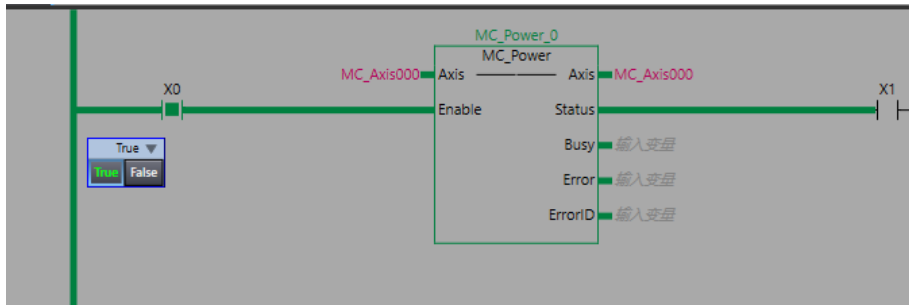 MC_Power_0
MC_Power
MC_Axis000 Axis Axis MC_Axis000
X0 X1
Enable Status
True
True False
Busy 输入变量
Error 输入变量
ErrorID 输入变量